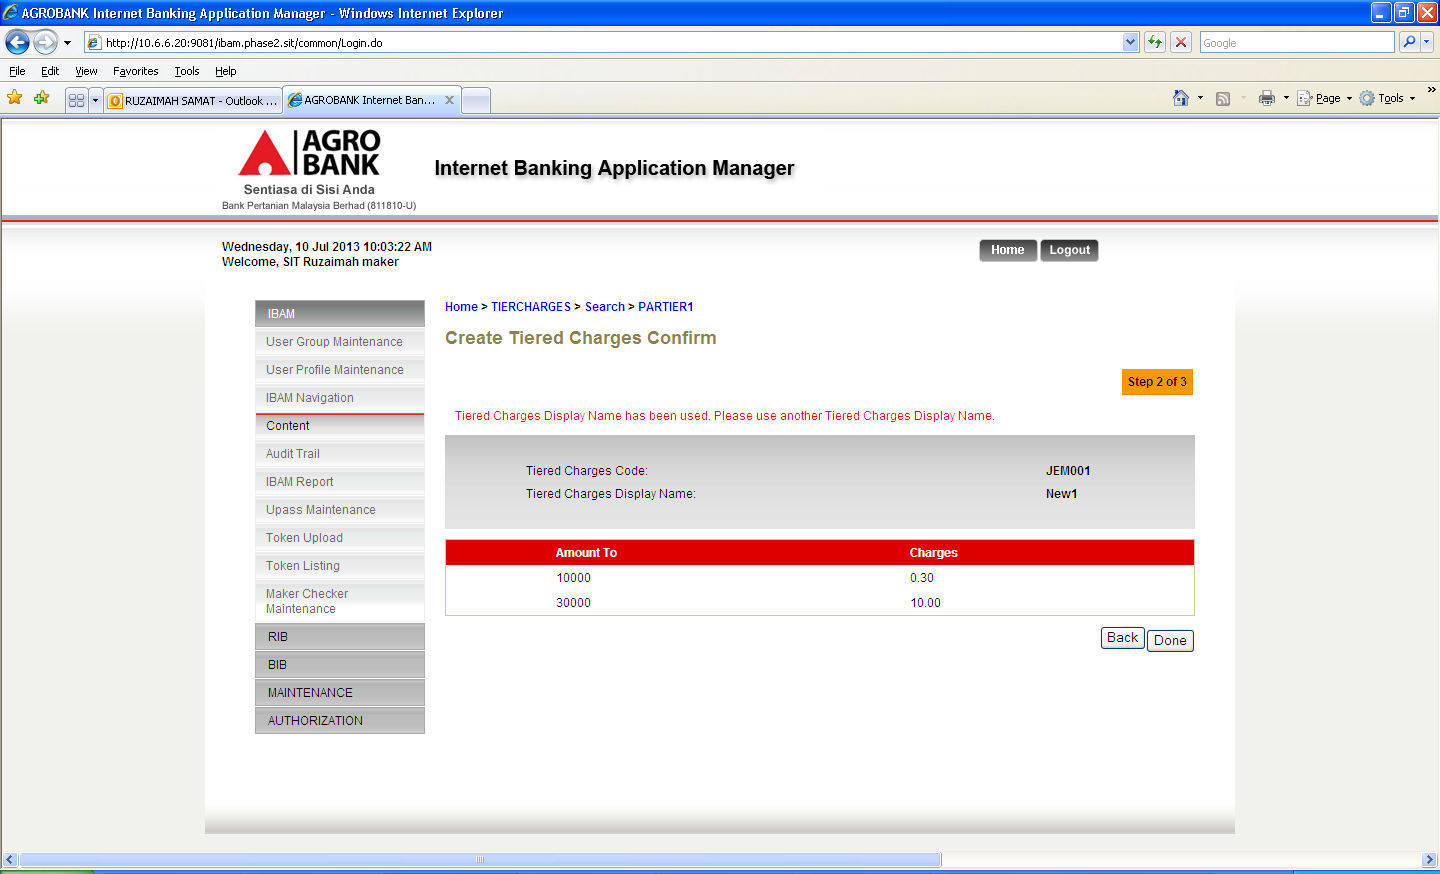 AGROBANK Internet Banking Application Manager - Windows Internet Explorer
http://10.6.6.20:9081/ibam.phase2.sit/common/Login.do
Google
File Edit View Favorites Tools Help
RUZAIMAH SAMAT - Outlook ...
AGROBANK Internet Ban...
Page
Tools
AGRO
BANK
Sentiasa di Sisi Anda
Bank Pertanian Malaysia Berhad (811810-U)
Internet Banking Application Manager
Wednesday, 10 Jul 2013 10:03:22 AM
Welcome, SIT Ruzaimah maker
Home
Logout
IBAM
User Group Maintenance
User Profile Maintenance
IBAM Navigation
Content
Audit Trail
IBAM Report
Upass Maintenance
Token Upload
Token Listing
Maker Checker
Maintenance
RIB
BIB
MAINTENANCE
AUTHORIZATION
Home > TIERCHARGES > Search > PARTIER1
Create Tiered Charges Confirm
Step 2 of 3
Tiered Charges Display Name has been used. Please use another Tiered Charges Display Name.
Tiered Charges Code: JEM001
Tiered Charges Display Name: New1
Amount To Charges
10000 0.30
30000 10.00
Back
Done